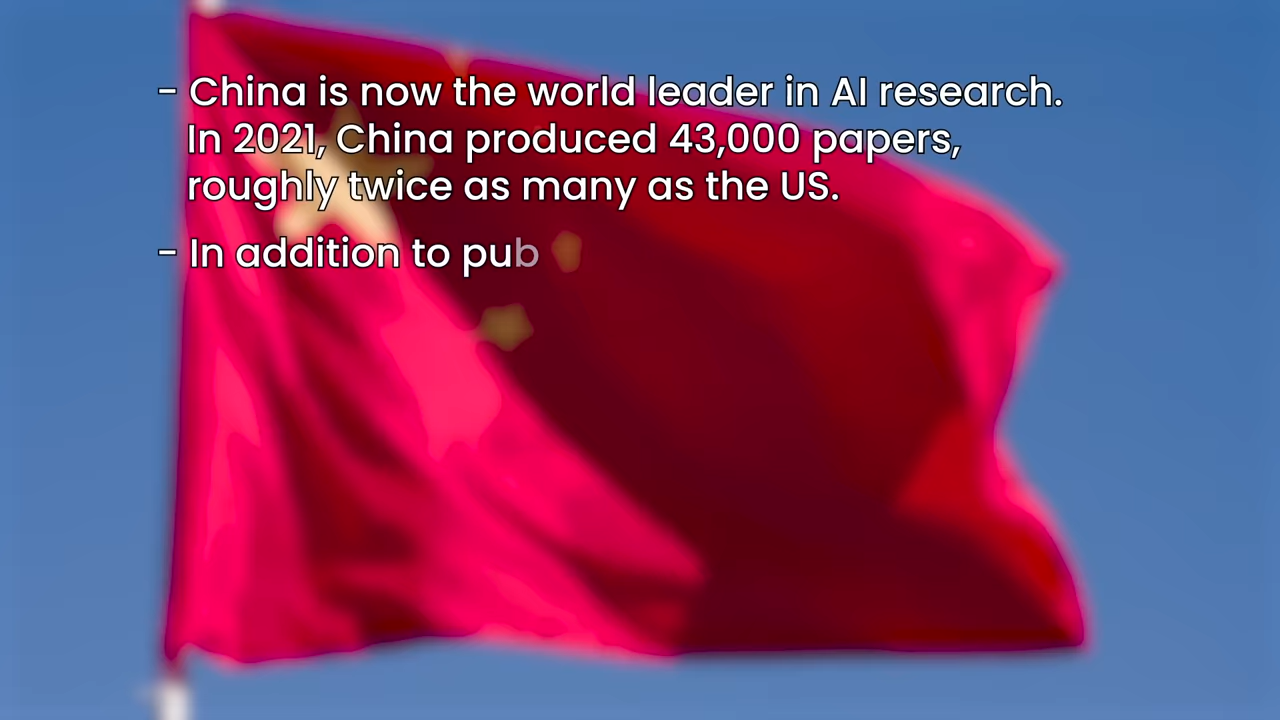 - China is now the world leader in AI research.
In 2021, China produced 43,000 papers,
roughly twice as many as the US.
- In addition to pub